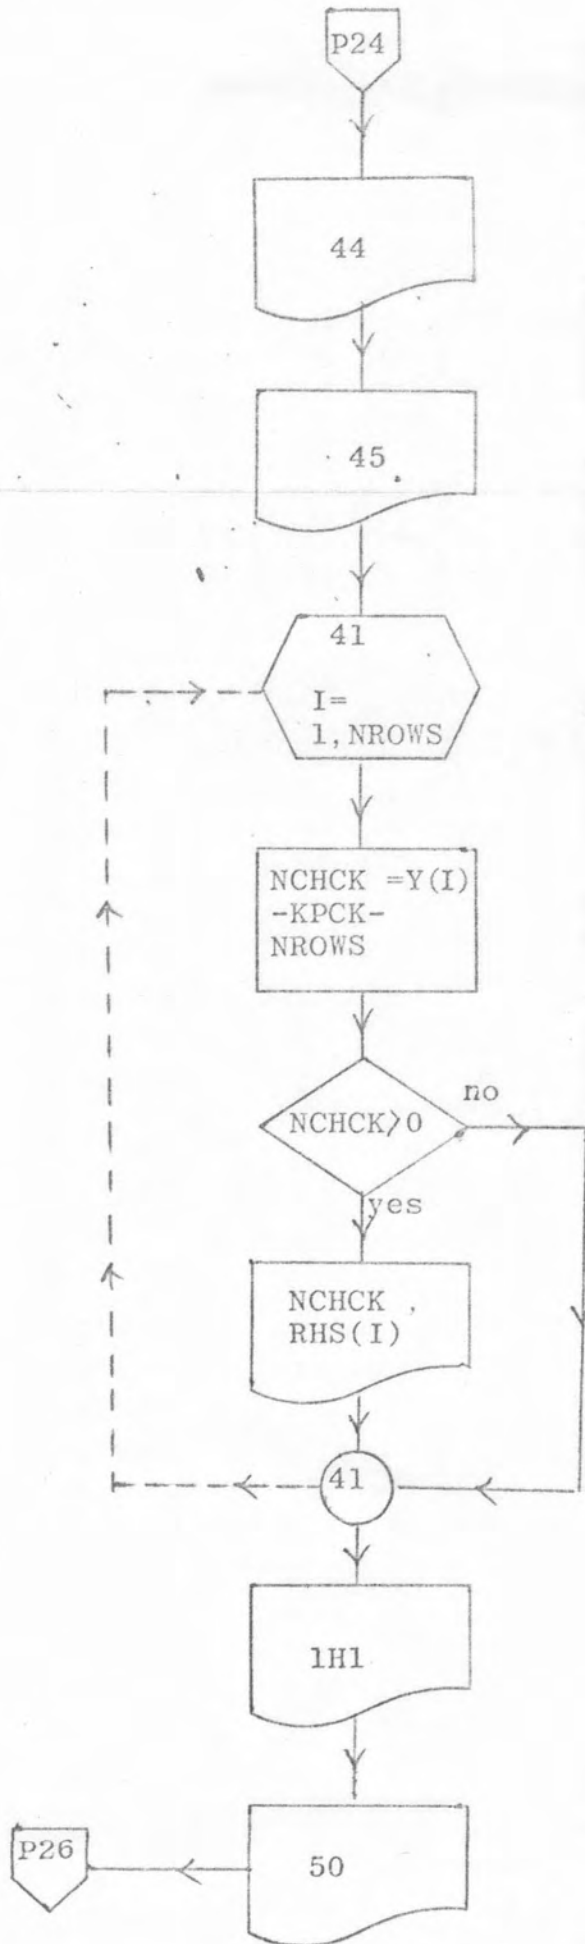 P24
44
45
41
I=
1,NROWS
NCHCK =Y(I)
-KPCK-
NROWS
NCHCK>0
no
yes
NCHCK ,
RHS(I)
41
1H1
50
P26